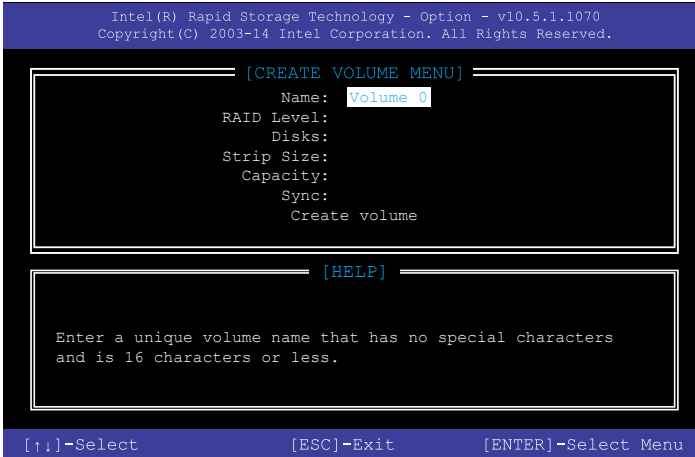 Intel(R) Rapid Storage Technology - Option - v10.5.1.1070
Copyright(C) 2003-14 Intel Corporation. All Rights Reserved.
[CREATE VOLUME MENU]
Name: Volume 0
RAID Level:
Disks:
Strip Size:
Capacity:
Sync:
Create volume
[HELP]
Enter a unique volume name that has no special characters
and is 16 characters or less.
[↑↓]-Select [ESC]-Exit [ENTER]-Select Menu